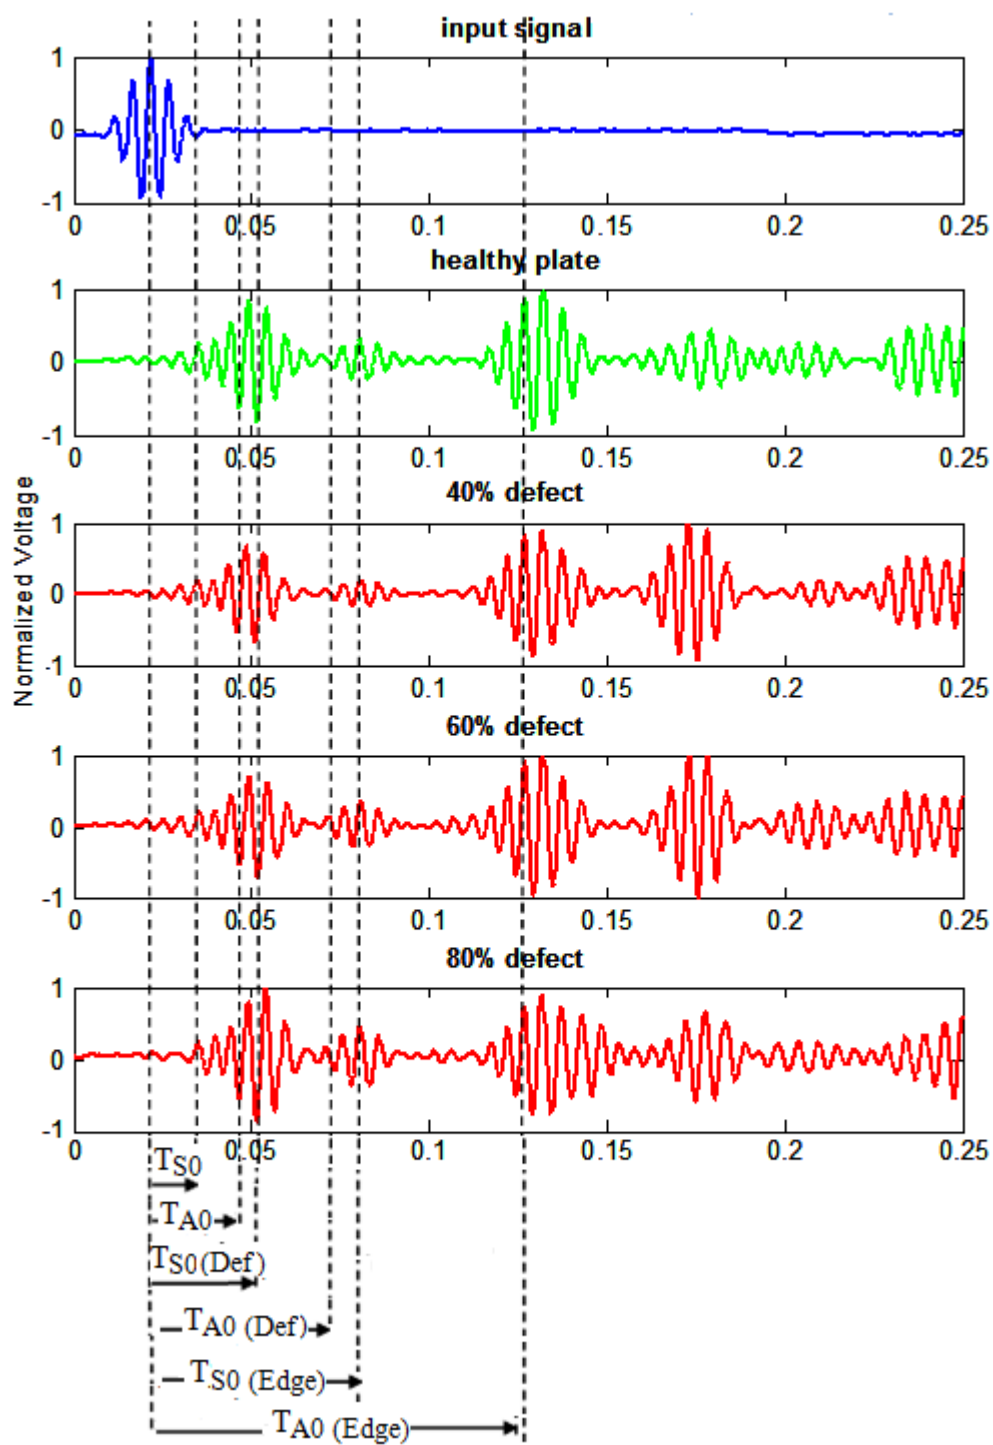 input signal
1
0
-1
0 0.05 0.1 0.15 0.2 0.25
healthy plate
1
0
-1
0 0.05 0.1 0.15 0.2 0.25
Normalized Voltage
40% defect
1
0
-1
0 0.05 0.1 0.15 0.2 0.25
60% defect
1
0
-1
0 0.05 0.1 0.15 0.2 0.25
80% defect
1
0
-1
0 0.05 0.1 0.15 0.2 0.25
TS0
TA0
TS0(Def)
TA0 (Def)
TS0 (Edge)
TA0 (Edge)